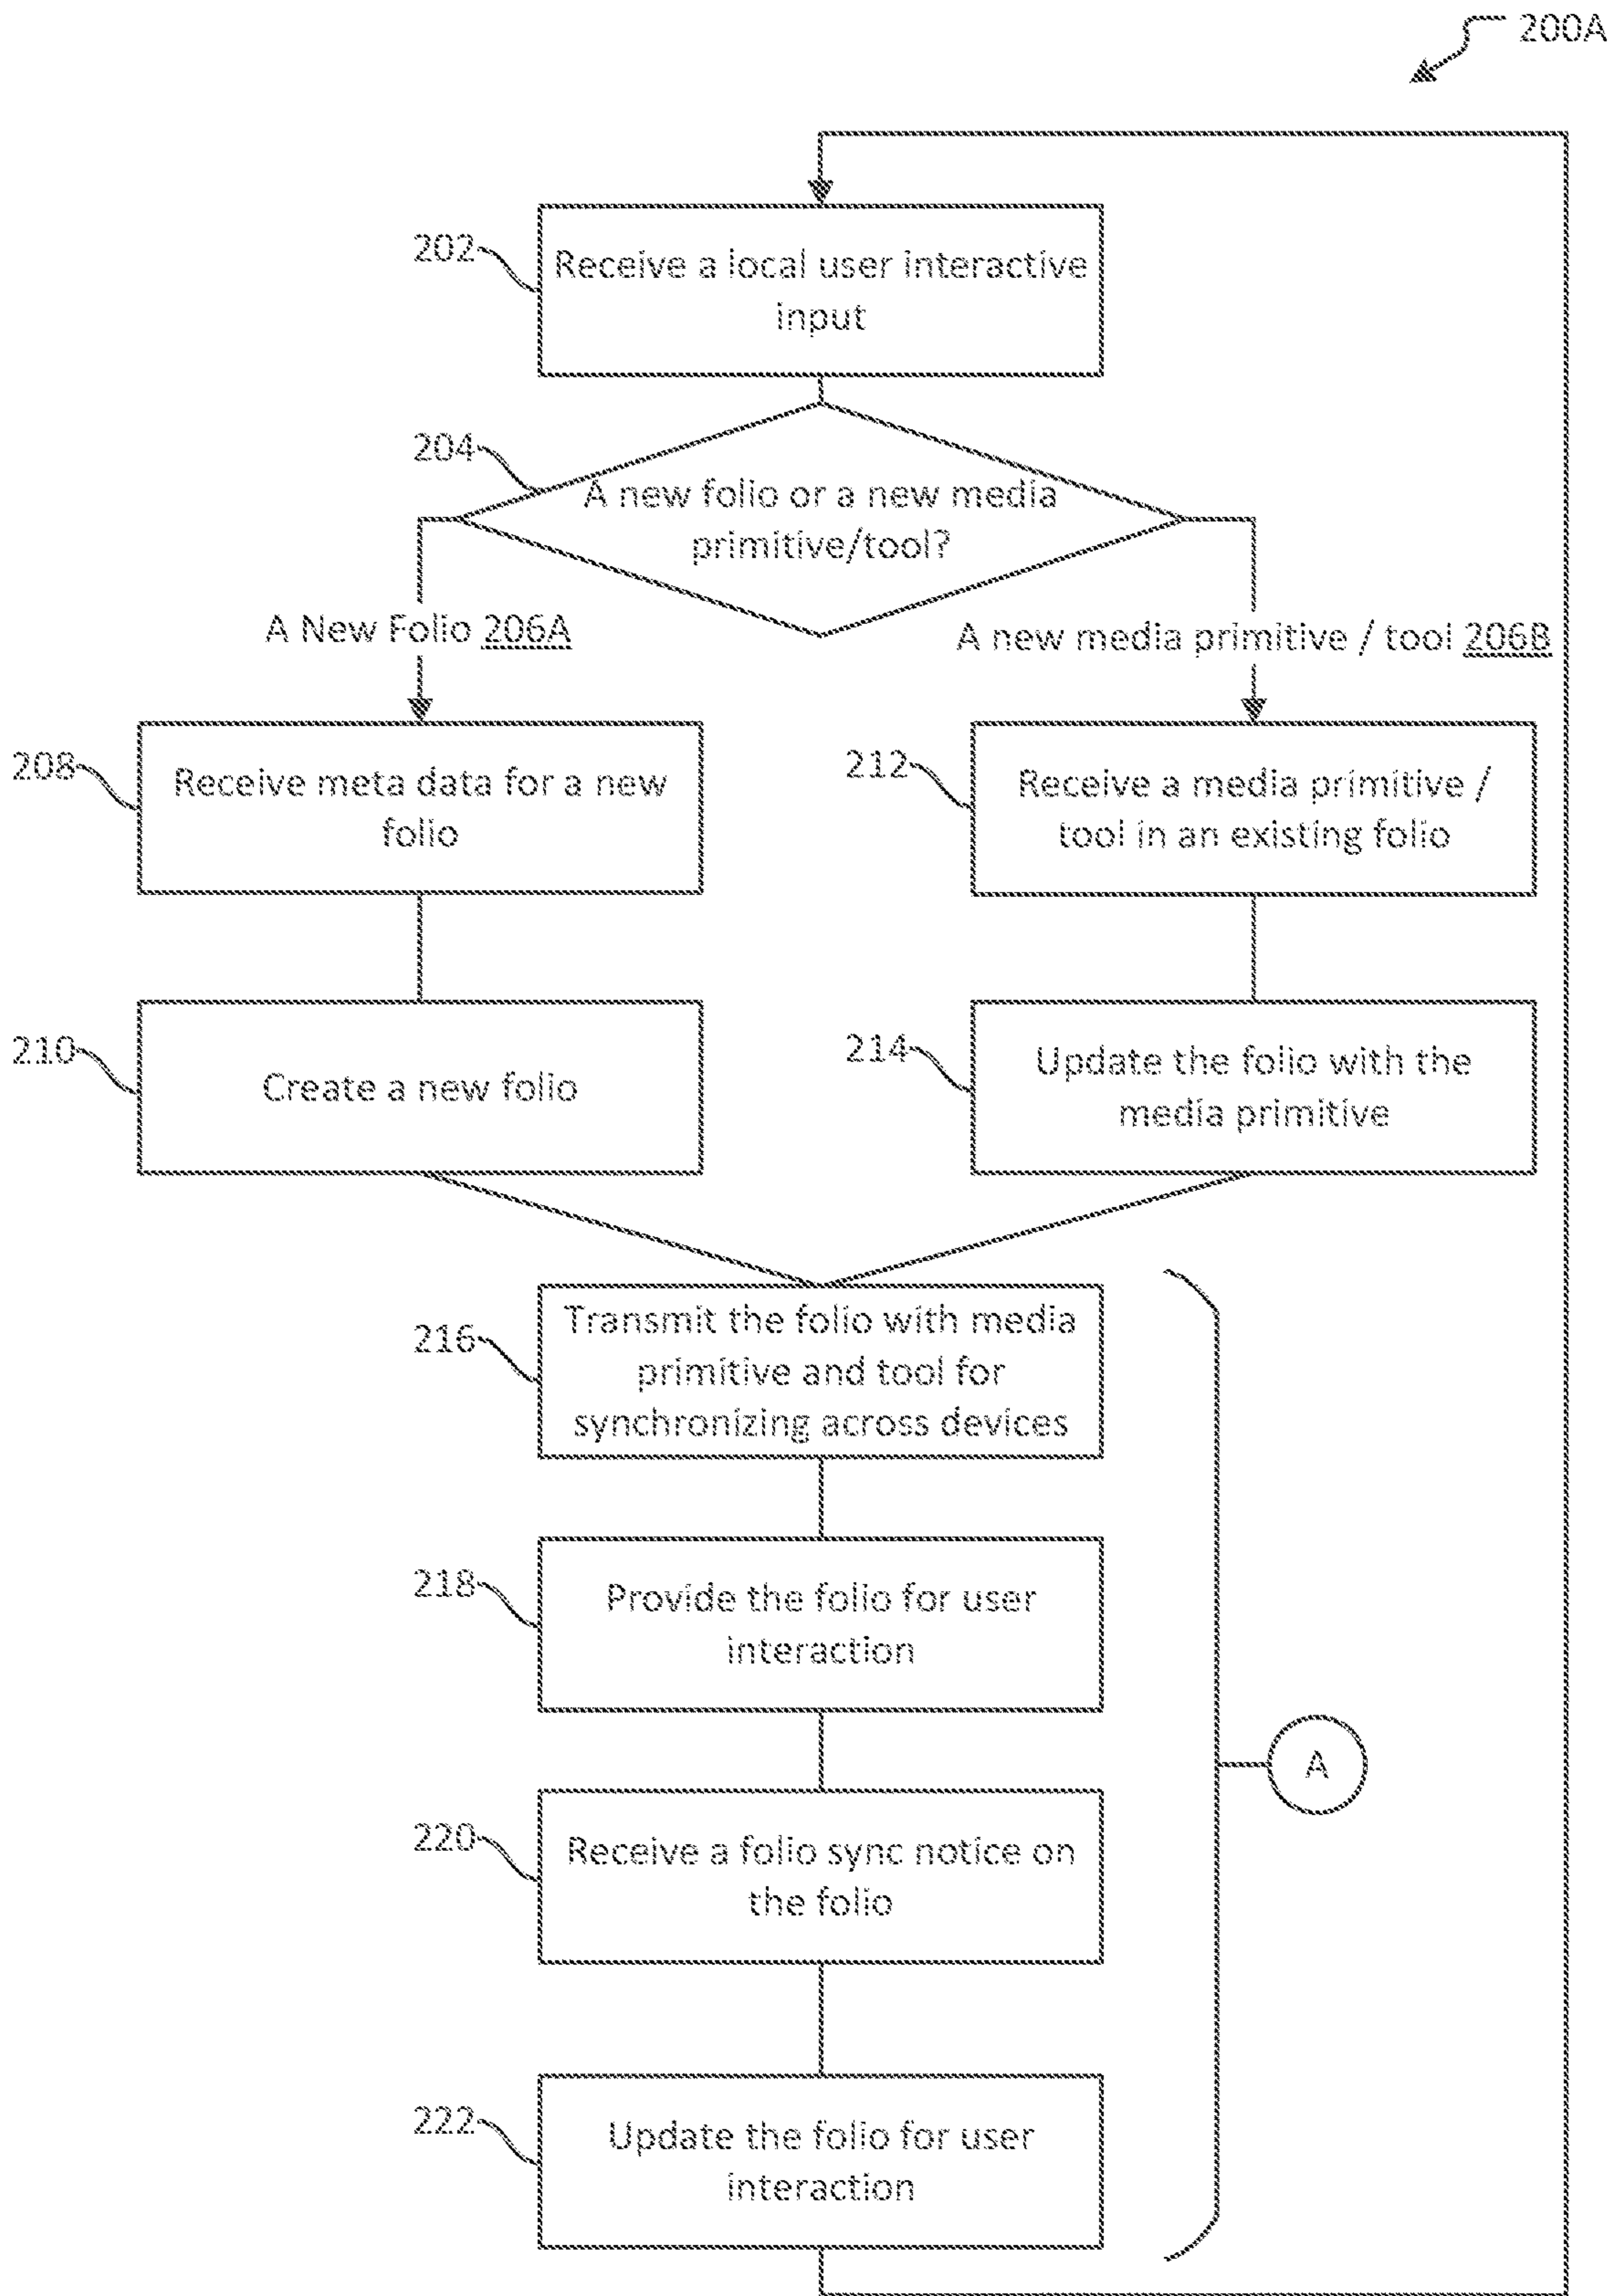 200A
202
Receive a local user interactive
input
204
A new folio or a new media
primitive/tool?
A New Folio 206A
A new media primitive / tool 206B
208
Receive meta data for a new
folio
212
Receive a media primitive /
tool in an existing folio
210
Create a new folio
214
Update the folio with the
media primitive
216
Transmit the folio with media
primitive and tool for
synchronizing across devices
218
Provide the folio for user
interaction
A
220
Receive a folio sync notice on
the folio
222
Update the folio for user
interaction